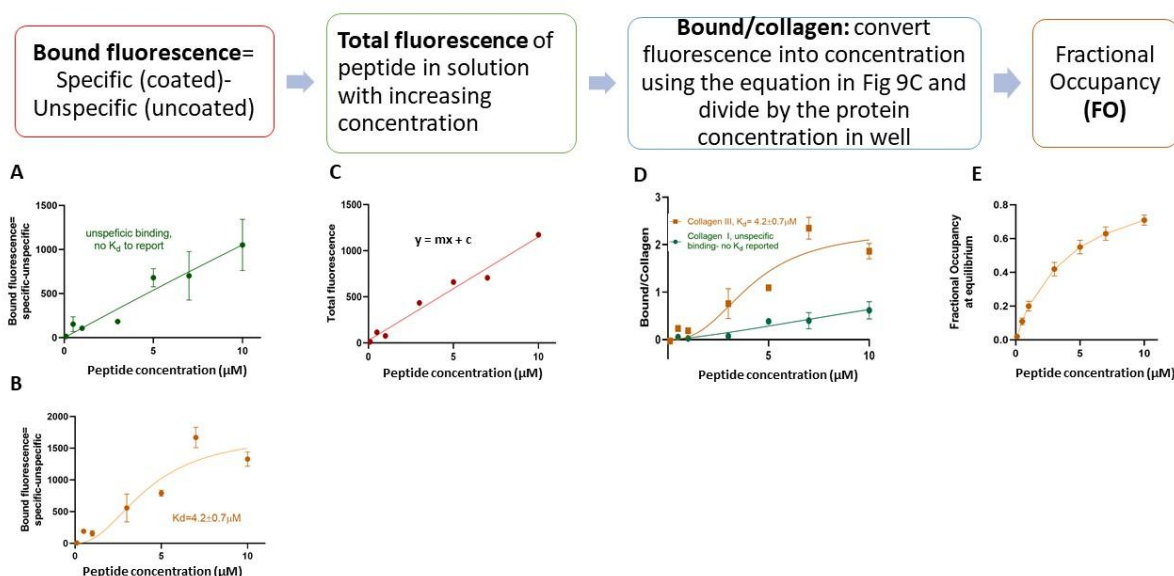 Bound fluorescence=
Specific (coated)-
Unspecific (uncoated)
Total fluorescence of
peptide in solution
with increasing
concentration
Bound/collagen: convert
fluorescence into concentration
using the equation in Fig 9C and
divide by the protein
concentration in well
Fractional
Occupancy
(FO)
A
Bound fluorescence=
specific-unspecific
1500
1000
500
0
unspeficic binding,
no Kd to report
0
5
10
Peptide concentration (μM)
B
Bound fluorescence=
specific-unspecific
2000
1500
1000
500
0
Kd=4.2±0.7μM
0
5
10
Peptide concentration (μM)
C
Total fluorescence
1500
1000
500
0
y = mx + c
0
5
10
Peptide concentration (μM)
D
Bound/Collagen
3
2
1
0
Collagen III, Kd= 4.2±0.7μM
Collagen I, unspecific
binding- no Kd reported
5
10
Peptide concentration (μM)
E
Fractional Occupancy
at equilibrium
0.8
0.6
0.4
0.2
0.0
0
5
10
Peptide concentration (μM)